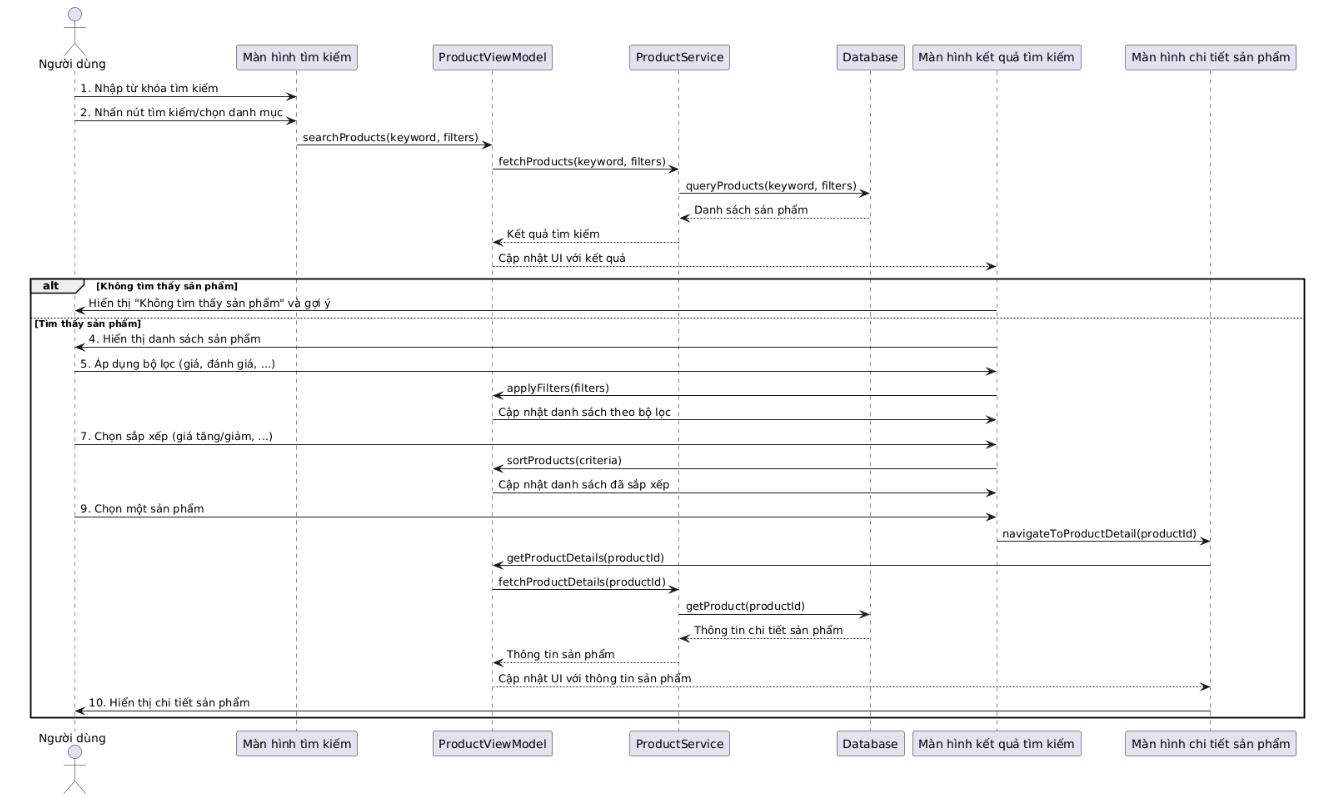 Người dùng
Màn hình tìm kiếm
ProductViewModel
ProductService
Database
Màn hình kết quả tìm kiếm
Màn hình chi tiết sản phẩm
1. Nhập từ khóa tìm kiếm
2. Nhấn nút tìm kiếm/chọn danh mục
searchProducts(keyword, filters)
fetchProducts(keyword, filters)
queryProducts(keyword, filters)
Danh sách sản phẩm
Kết quả tìm kiếm
Cập nhật UI với kết quả
alt
[Không tìm thấy sản phẩm]
Hiển thị "Không tìm thấy sản phẩm" và gợi ý
[Tìm thấy sản phẩm]
4. Hiển thị danh sách sản phẩm
5. Áp dụng bộ lọc (giá, đánh giá, ...)
applyFilters(filters)
Cập nhật danh sách theo bộ lọc
7. Chọn sắp xếp (giá tăng/giảm, ...)
sortProducts(criteria)
Cập nhật danh sách đã sắp xếp
9. Chọn một sản phẩm
navigateToProductDetail(productId)
getProductDetails(productId)
fetchProductDetails(productId)
getProduct(productId)
Thông tin chi tiết sản phẩm
Thông tin sản phẩm
Cập nhật UI với thông tin sản phẩm
10. Hiển thị chi tiết sản phẩm
Người dùng
Màn hình tìm kiếm
ProductViewModel
ProductService
Database
Màn hình kết quả tìm kiếm
Màn hình chi tiết sản phẩm